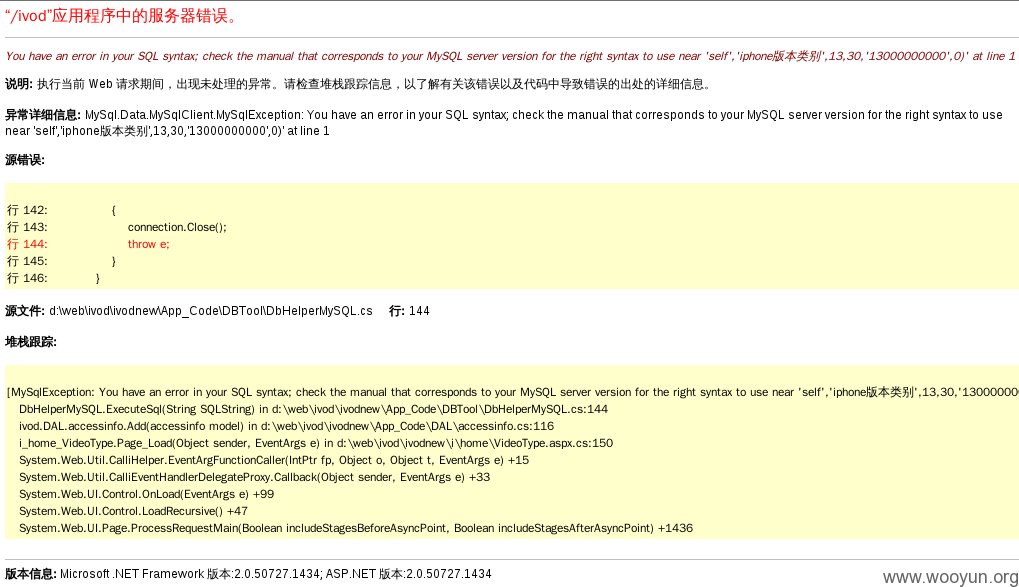 “/ivod”应用程序中的服务器错误。
You have an error in your SQL syntax; check the manual that corresponds to your MySQL server version for the right syntax to use near 'self','iphone版本类别',13,30,'13000000000',0)' at line 1
说明: 执行当前 Web 请求期间，出现未处理的异常。请检查堆栈跟踪信息，以了解有关该错误以及代码中导致错误的出处的详细信息。
异常详细信息: MySql.Data.MySqlClient.MySqlException: You have an error in your SQL syntax; check the manual that corresponds to your MySQL server version for the right syntax to use
near 'self','iphone版本类别',13,30,'13000000000',0)' at line 1
源错误:
行 142: {
行 143: connection.Close();
行 144: throw e;
行 145: }
行 146: }
源文件: d:\web\ivod\ivodnew\App_Code\DBTool\DbHelperMySQL.cs 行: 144
堆栈跟踪:
[MySqlException: You have an error in your SQL syntax; check the manual that corresponds to your MySQL server version for the right syntax to use near 'self','iphone版本类别',13,30,'130000000
DbHelperMySQL.ExecuteSql(String SQLString) in d:\web\ivod\ivodnew\App_Code\DBTool\DbHelperMySQL.cs:144
ivod.DAL.accessinfo.Add(accessinfo model) in d:\web\ivod\ivodnew\App_Code\DAL\accessinfo.cs:116
i_home_VideoType.Page_Load(Object sender, EventArgs e) in d:\web\ivod\ivodnew\i\home\VideoType.aspx.cs:150
System.Web.Util.CalliHelper.EventArgFunctionCaller(IntPtr fp, Object o, Object t, EventArgs e) +15
System.Web.Util.CalliEventHandlerDelegateProxy.Callback(Object sender, EventArgs e) +33
System.Web.UI.Control.OnLoad(EventArgs e) +99
System.Web.UI.Control.LoadRecursive() +47
System.Web.UI.Page.ProcessRequestMain(Boolean includeStagesBeforeAsyncPoint, Boolean includeStagesAfterAsyncPoint) +1436
版本信息: Microsoft .NET Framework 版本:2.0.50727.1434; ASP.NET 版本:2.0.50727.1434
www.wooyun.org